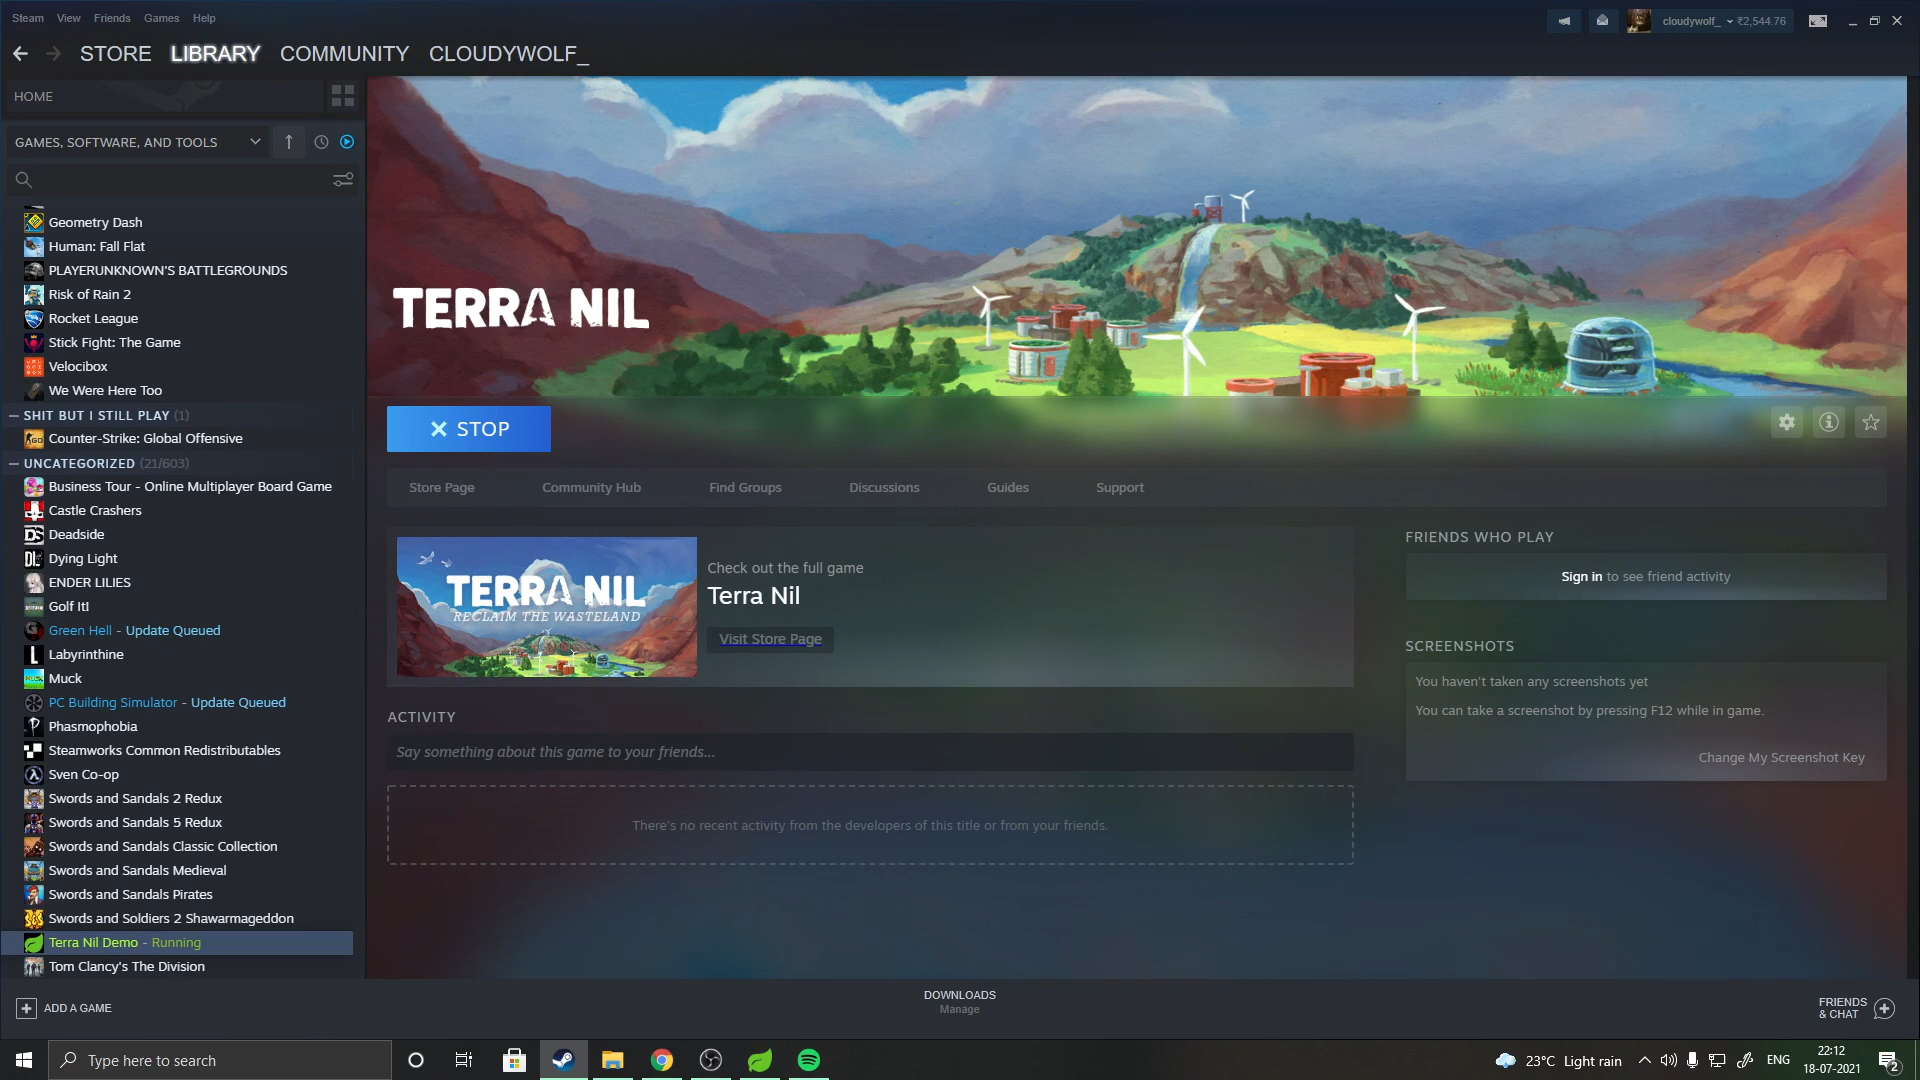 Steam View Friends Games Help
cloudywolf_ ₹2,544.76
STORE LIBRARY COMMUNITY CLOUDYWOLF_
HOME
GAMES, SOFTWARE, AND TOOLS
Geometry Dash
Human: Fall Flat
PLAYERUNKNOWN'S BATTLEGROUNDS
Risk of Rain 2
Rocket League
Stick Fight: The Game
Velocibox
We Were Here Too
SHIT BUT I STILL PLAY (1)
Counter-Strike: Global Offensive
UNCATEGORIZED (21/603)
Business Tour - Online Multiplayer Board Game
Castle Crashers
Deadside
Dying Light
ENDER LILIES
Golf It!
Green Hell - Update Queued
Labyrinthine
Muck
PC Building Simulator - Update Queued
Phasmophobia
Steamworks Common Redistributables
Sven Co-op
Swords and Sandals 2 Redux
Swords and Sandals 5 Redux
Swords and Sandals Classic Collection
Swords and Sandals Medieval
Swords and Sandals Pirates
Swords and Soldiers 2 Shawarmageddon
Terra Nil Demo - Running
Tom Clancy's The Division
TERRA NIL
STOP
Store Page Community Hub Find Groups Discussions Guides Support
TERRA NIL
RECLAIM THE WASTELAND
Check out the full game
Terra Nil
Visit Store Page
ACTIVITY
Say something about this game to your friends...
There's no recent activity from the developers of this title or from your friends.
FRIENDS WHO PLAY
Sign in to see friend activity
SCREENSHOTS
You haven't taken any screenshots yet
You can take a screenshot by pressing F12 while in game.
Change My Screenshot Key
ADD A GAME
DOWNLOADS
Manage
FRIENDS
& CHAT
Type here to search
23°C Light rain
ENG
22:12
18-07-2021
2